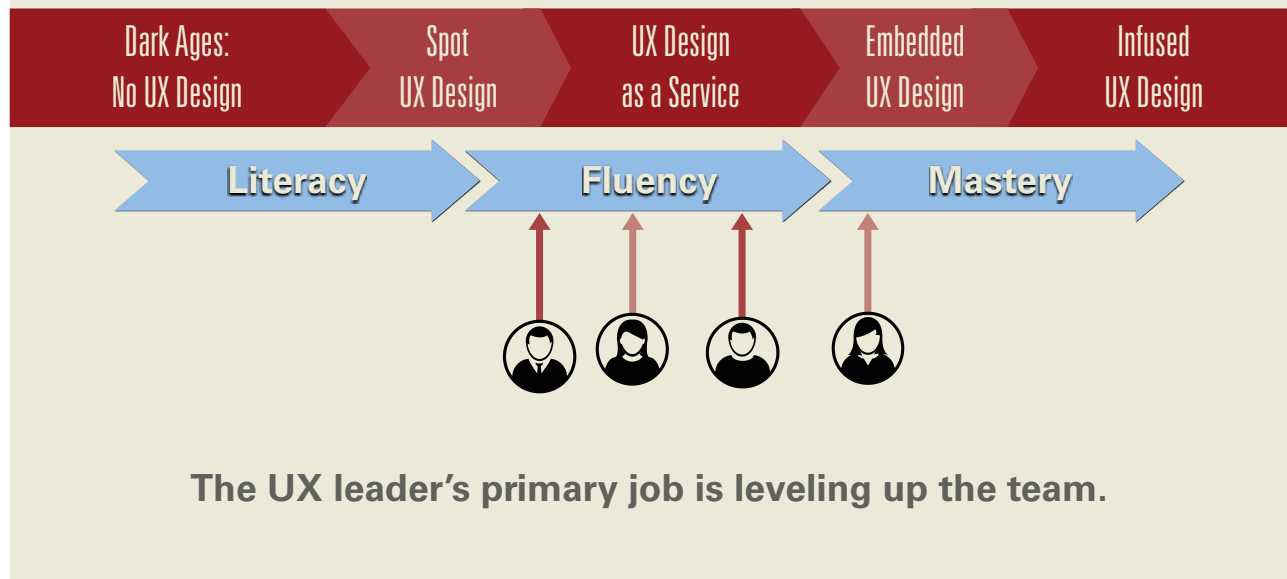 Dark Ages:
No UX Design
Spot
UX Design
UX Design
as a Service
Embedded
UX Design
Infused
UX Design
Literacy
Fluency
Mastery
The UX leader’s primary job is leveling up the team.